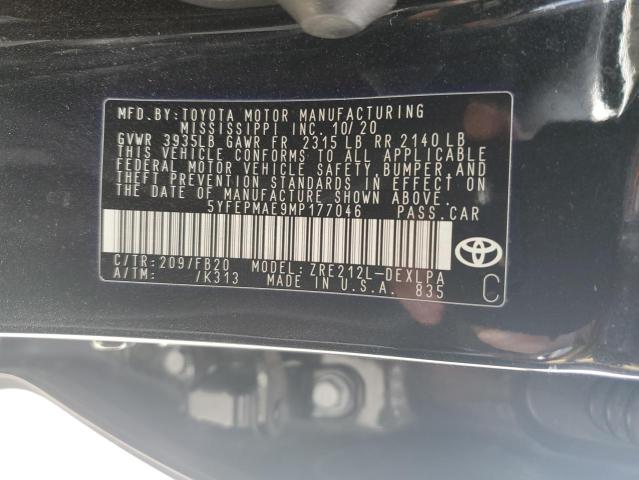 MFD. BY: TOYOTA MOTOR MANUFACTURING
MISSISSIPPI INC. 10/20
GVWR 3935LB GAWR FR 2315 LB RR 2140 LB
THIS VEHICLE CONFORMS TO ALL APPLICABLE
FEDERAL MOTOR VEHICLE SAFETY, BUMPER, AND
THEFT PREVENTION STANDARDS IN EFFECT ON
THE DATE OF MANUFACTURE SHOWN ABOVE.
5YFEPMAE9MP177046 PASS.CAR
C/TR: 209/FB20 MODEL: ZRE212L-DEXLPA
A/TM: /K313 MADE IN U.S.A. 835
C